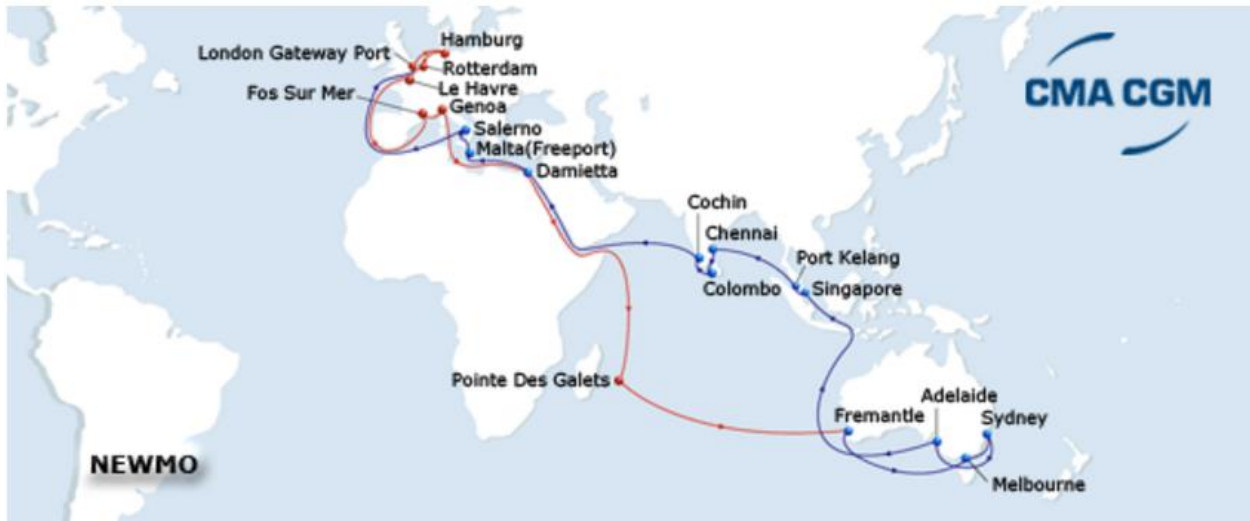 Hamburg
London Gateway Port
Rotterdam
Le Havre
Fos Sur Mer
Genoa
CMA CGM
Salerno
Malta(Freeport)
Damietta
Cochin
Chennai
Port Kelang
Colombo
Singapore
Pointe Des Galets
Adelaide
Fremantle
Sydney
NEWMO
Melbourne